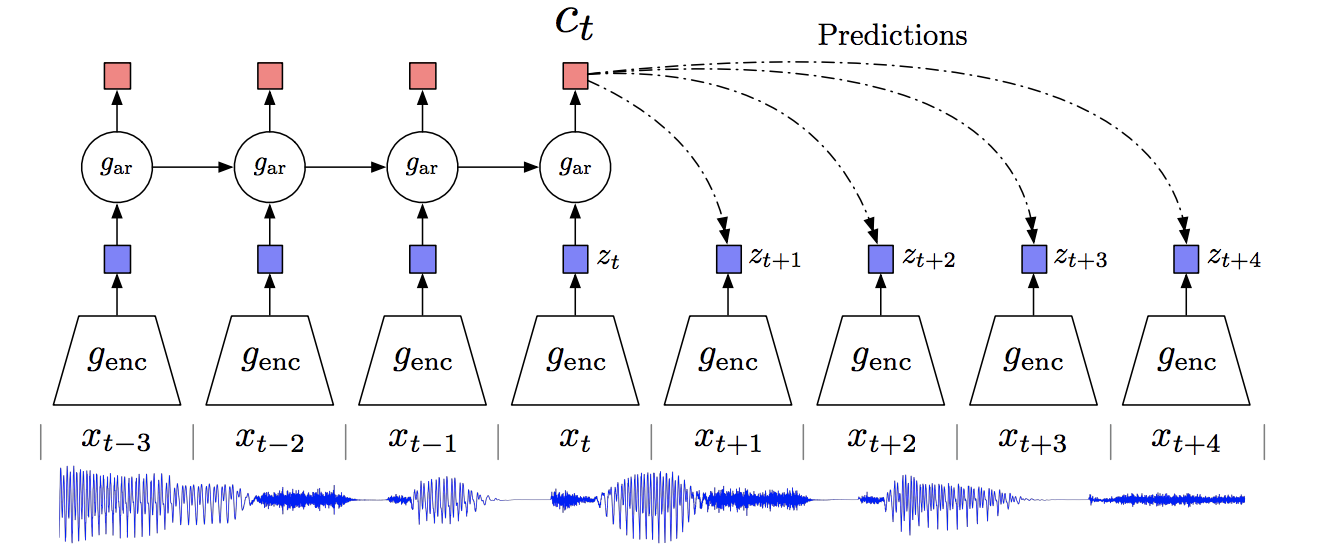 c_t
Predictions
g_ar g_ar g_ar g_ar
z_t z_{t+1} z_{t+2} z_{t+3} z_{t+4}
g_enc g_enc g_enc g_enc g_enc g_enc g_enc g_enc
x_{t−3} x_{t−2} x_{t−1} x_t x_{t+1} x_{t+2} x_{t+3} x_{t+4}